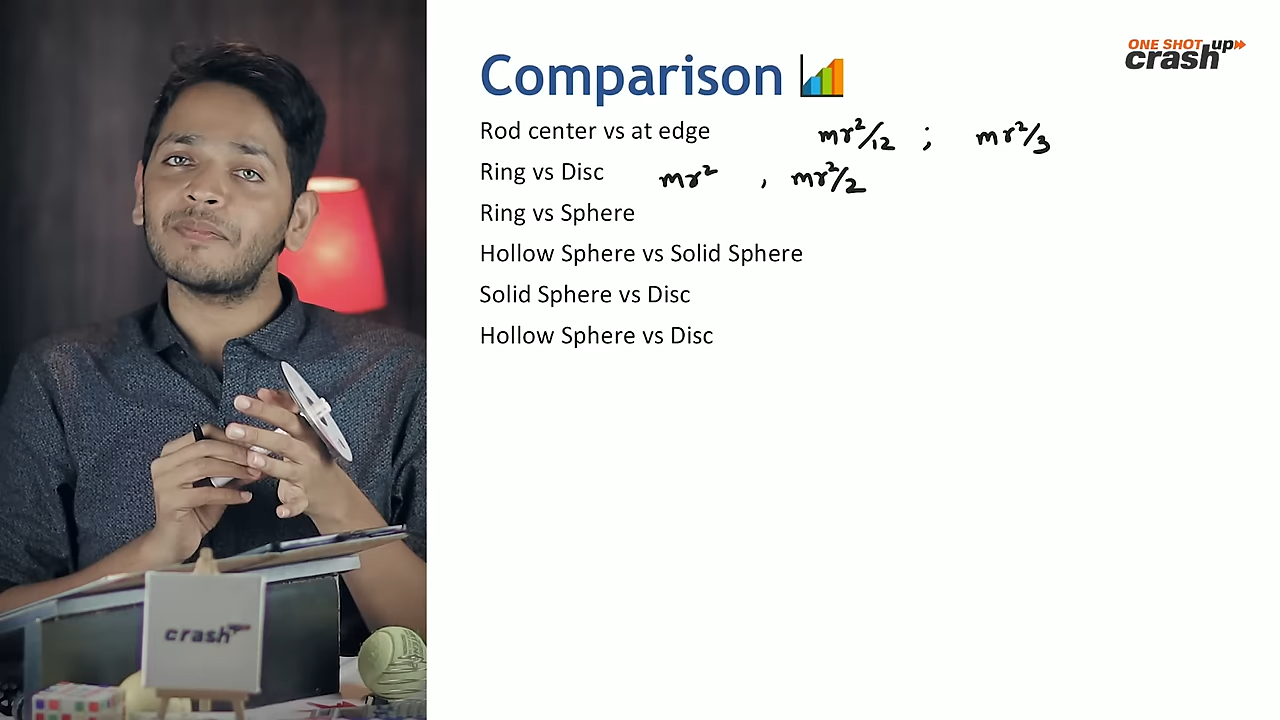 ONE SHOT
crash up
Comparison
Rod center vs at edge mr²/12 ; mr²/3
Ring vs Disc mr² , mr²/2
Ring vs Sphere
Hollow Sphere vs Solid Sphere
Solid Sphere vs Disc
Hollow Sphere vs Disc
crash